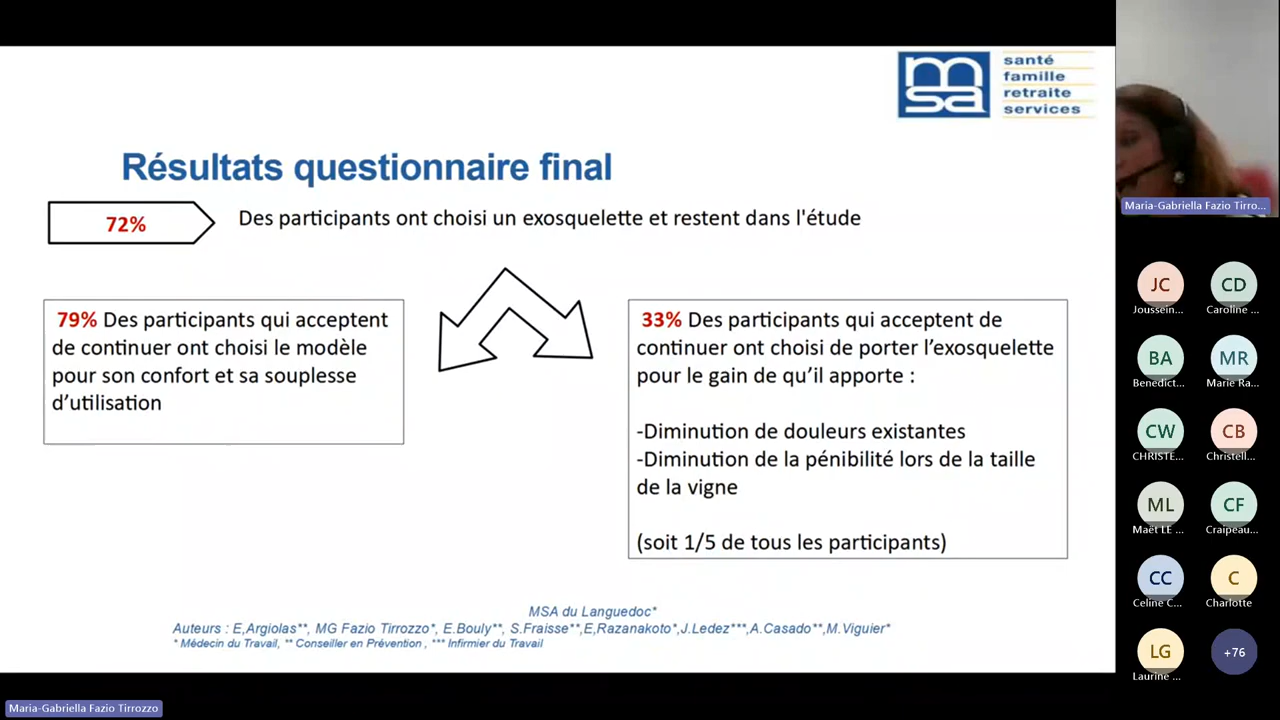 msa
santé
famille
retraite
services
Résultats questionnaire final
72%
Des participants ont choisi un exosquelette et restent dans l'étude
79% Des participants qui acceptent
de continuer ont choisi le modèle
pour son confort et sa souplesse
d’utilisation
33% Des participants qui acceptent de
continuer ont choisi de porter l’exosquelette
pour le gain de qu’il apporte :
-Diminution de douleurs existantes
-Diminution de la pénibilité lors de la taille
de la vigne
(soit 1/5 de tous les participants)
MSA du Languedoc*
Auteurs : E,Argiolas**, MG Fazio Tirrozzo*, E.Bouly**, S.Fraisse**,E,Razanakoto*,J.Ledez***,A.Casado**,M.Viguier*
* Médecin du Travail, ** Conseiller en Prévention , *** Infirmier du Travail
Maria-Gabriella Fazio Tirrozzo
Maria-Gabriella Fazio Tirro...
JC
Joussein...
CD
Caroline ...
BA
Benedict...
MR
Marie Ra...
CW
CHRISTE...
CB
Christell...
ML
Maët LE ...
CF
Craipeau...
CC
Celine C...
C
Charlotte
LG
Laurine ...
+76